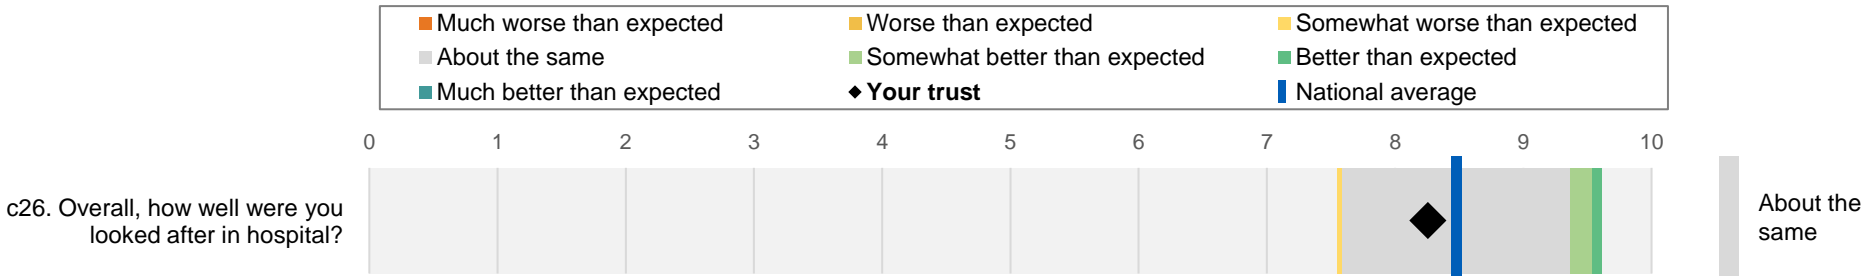 Much worse than expected
Worse than expected
Somewhat worse than expected
About the same
Somewhat better than expected
Better than expected
Much better than expected
Your trust
National average
0 1 2 3 4 5 6 7 8 9 10
c26. Overall, how well were you
looked after in hospital?
About the
same